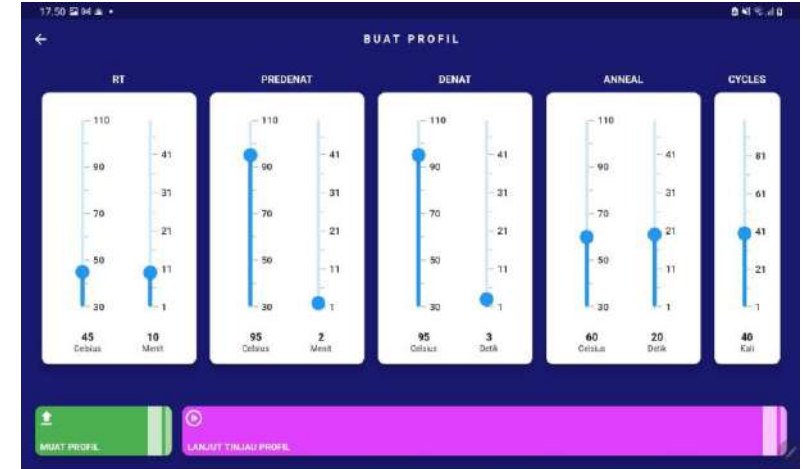 17.50
BUAT PROFIL
RT PREDENAT DENAT ANNEAL CYCLES
110 110 110 110
41 41 41 41 81
90 90 90 90
31 31 31 31 61
70 70 70 70
21 21 21 21 41
50 50 50 50
11 11 11 11 21
30 1 30 1 30 1 30 1 1
45 10 95 2 95 3 60 20 40
Celsius Menit Celsius Menit Celsius Detik Celsius Detik Kali
MUAT PROFIL LANJUT TINJAU PROFIL